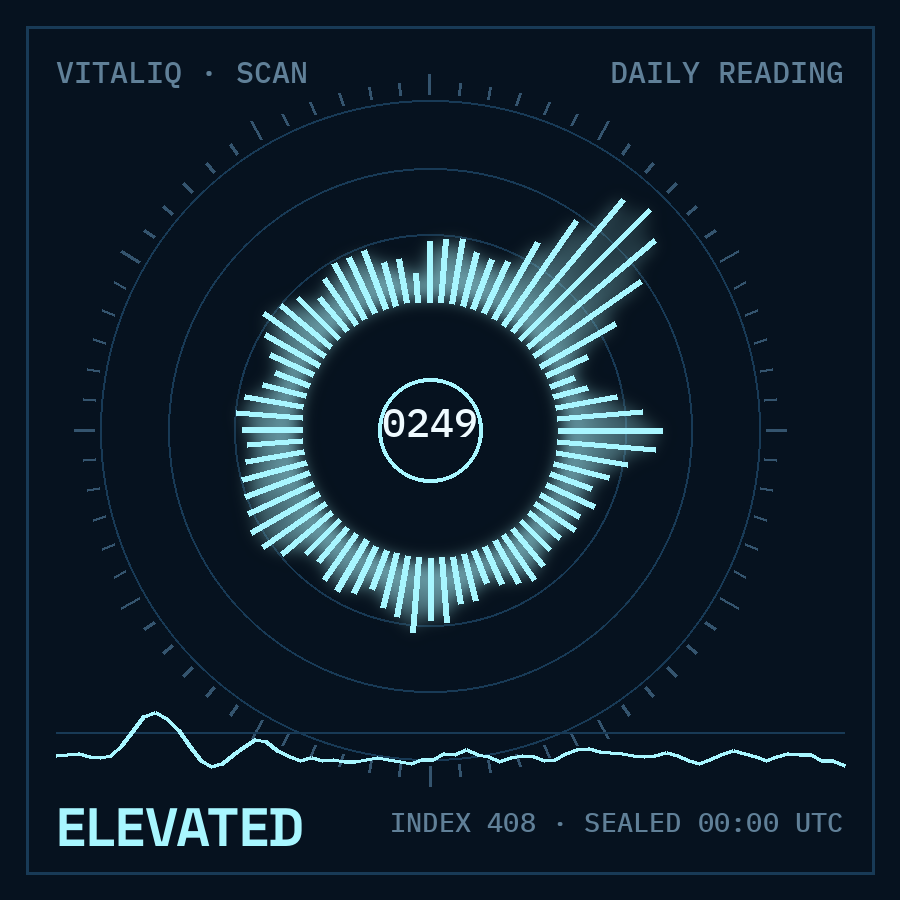 VITALIQ · SCAN
DAILY READING
0249
ELEVATED
INDEX 408 · SEALED 00:00 UTC